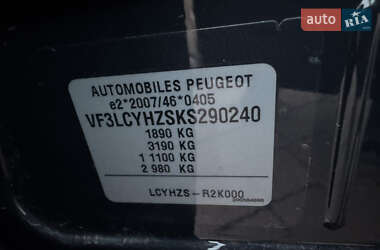 auto RIA
AUTOMOBILES PEUGEOT
e2*2007/46*0405
VF3LCYHZSKS290240
1890 KG
3190 KG
1 1100 KG
2 980 KG
LCYHZS - R2K000